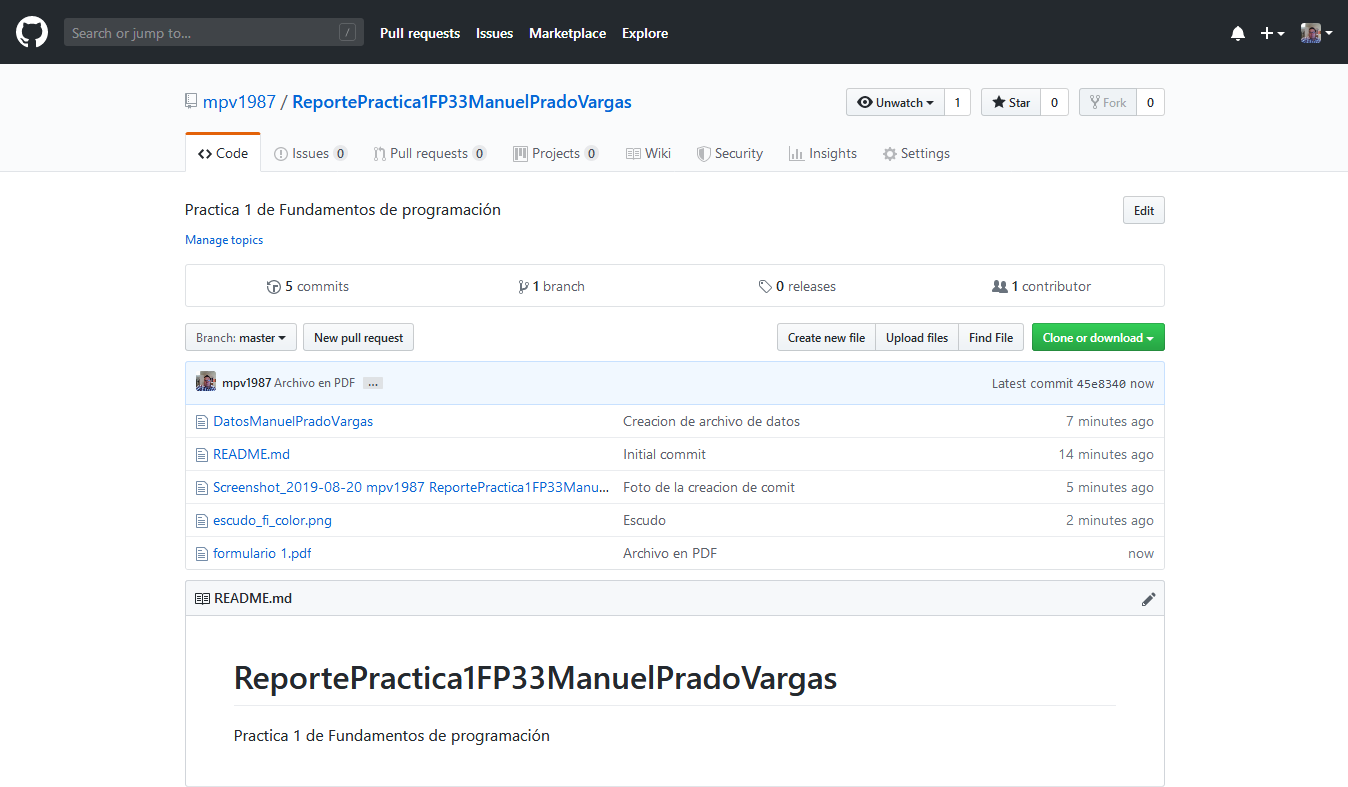 Search or jump to... /
Pull requests Issues Marketplace Explore
mpv1987 / ReportePractica1FP33ManuelPradoVargas
Unwatch 1 Star 0 Fork 0
Code Issues 0 Pull requests 0 Projects 0 Wiki Security Insights Settings
Practica 1 de Fundamentos de programación Edit
Manage topics
5 commits 1 branch 0 releases 1 contributor
Branch: master New pull request Create new file Upload files Find File Clone or download
mpv1987 Archivo en PDF ... Latest commit 45e8340 now
DatosManuelPradoVargas Creacion de archivo de datos 7 minutes ago
README.md Initial commit 14 minutes ago
Screenshot_2019-08-20 mpv1987 ReportePractica1FP33Manu... Foto de la creacion de comit 5 minutes ago
escudo_fi_color.png Escudo 2 minutes ago
formulario 1.pdf Archivo en PDF now
README.md
ReportePractica1FP33ManuelPradoVargas
Practica 1 de Fundamentos de programación